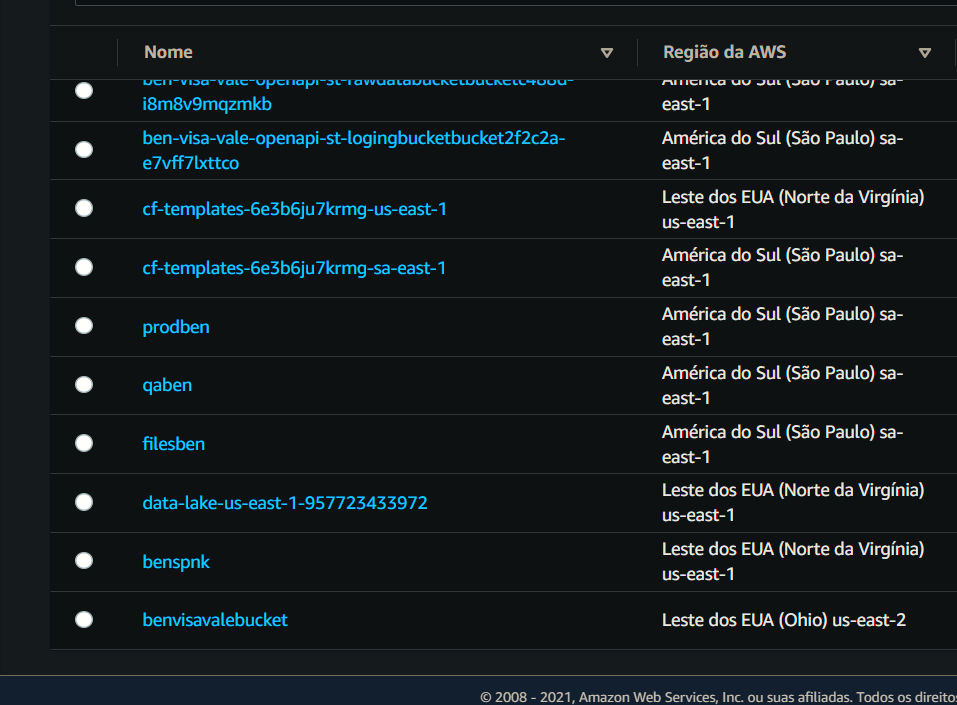 Nome Região da AWS
ben-visa-vale-openapi-st-rawdatabucketbucketc488d- América do Sul (São Paulo) sa-
i8m8v9mqzmkb east-1
ben-visa-vale-openapi-st-logingbucketbucket2f2c2a- América do Sul (São Paulo) sa-
e7vff7lxttco east-1
cf-templates-6e3b6ju7krmg-us-east-1 Leste dos EUA (Norte da Virgínia)
us-east-1
cf-templates-6e3b6ju7krmg-sa-east-1 América do Sul (São Paulo) sa-
east-1
prodben América do Sul (São Paulo) sa-
east-1
qaben América do Sul (São Paulo) sa-
east-1
filesben América do Sul (São Paulo) sa-
east-1
data-lake-us-east-1-957723433972 Leste dos EUA (Norte da Virgínia)
us-east-1
benspnk Leste dos EUA (Norte da Virgínia)
us-east-1
benvisavalebucket Leste dos EUA (Ohio) us-east-2
© 2008 - 2021, Amazon Web Services, Inc. ou suas afiliadas. Todos os direitos